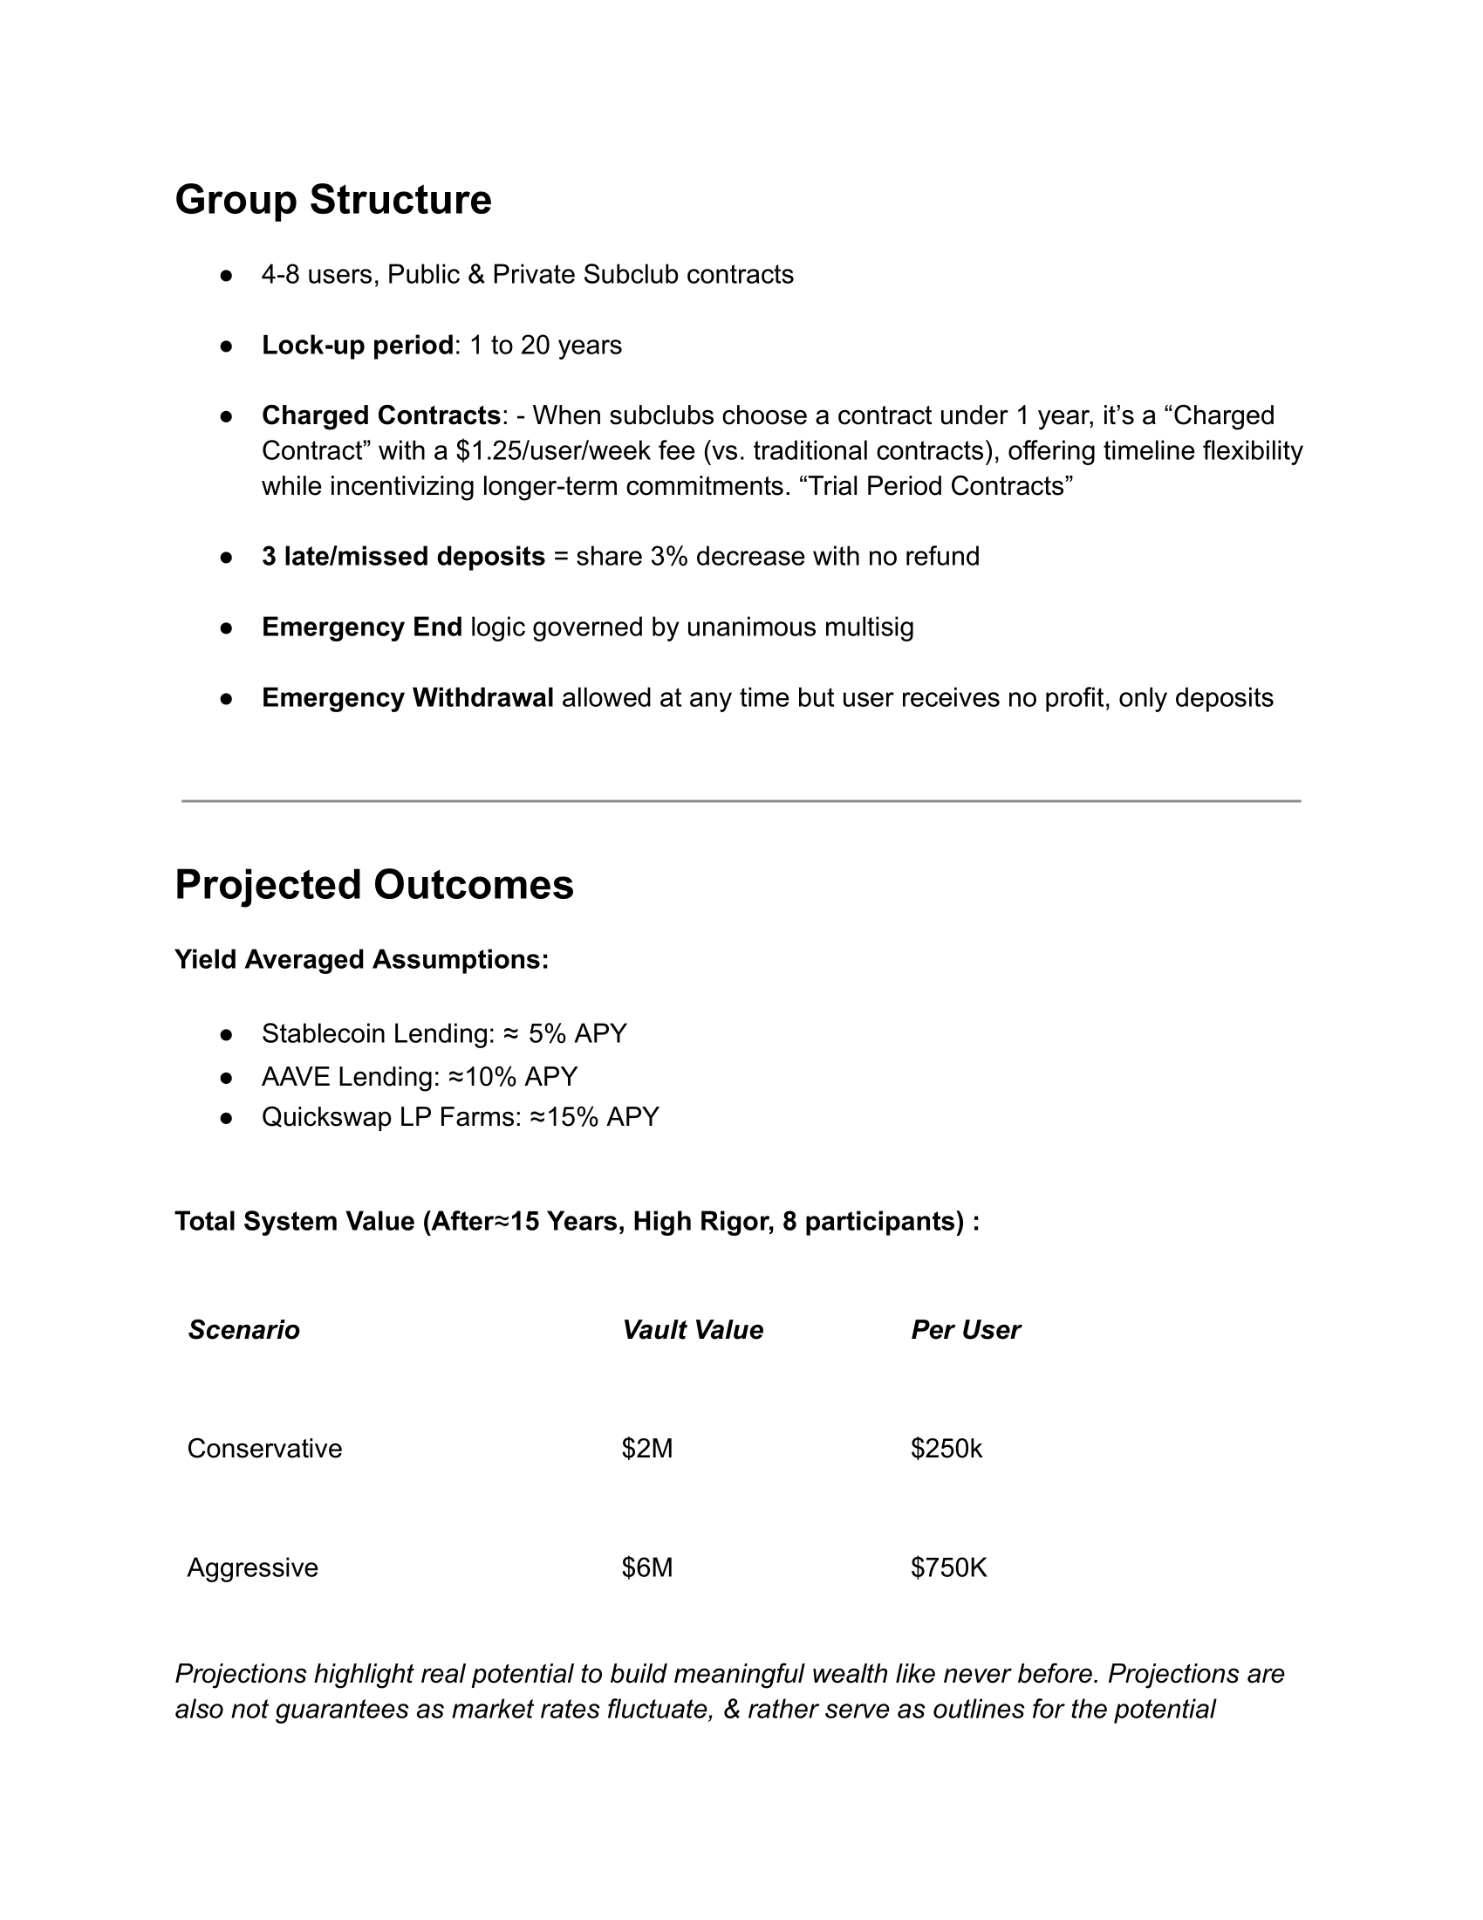 Group Structure
● 4-8 users, Public & Private Subclub contracts
● Lock-up period: 1 to 20 years
● Charged Contracts: - When subclubs choose a contract under 1 year, it’s a “Charged
Contract” with a $1.25/user/week fee (vs. traditional contracts), offering timeline flexibility
while incentivizing longer-term commitments. “Trial Period Contracts”
● 3 late/missed deposits = share 3% decrease with no refund
● Emergency End logic governed by unanimous multisig
● Emergency Withdrawal allowed at any time but user receives no profit, only deposits
Projected Outcomes
Yield Averaged Assumptions:
● Stablecoin Lending: ≈ 5% APY
● AAVE Lending: ≈10% APY
● Quickswap LP Farms: ≈15% APY
Total System Value (After≈15 Years, High Rigor, 8 participants) :
Scenario Vault Value Per User
Conservative $2M $250k
Aggressive $6M $750K
Projections highlight real potential to build meaningful wealth like never before. Projections are
also not guarantees as market rates fluctuate, & rather serve as outlines for the potential